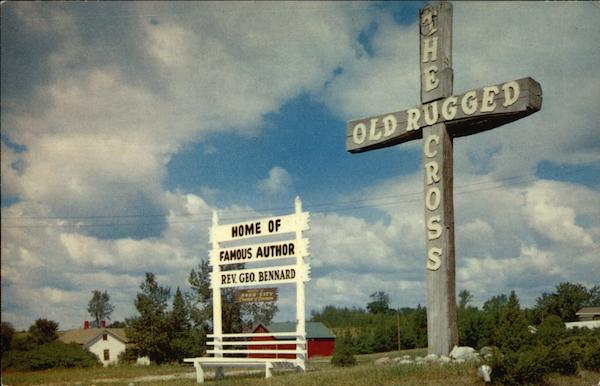 HOME OF
FAMOUS AUTHOR
REV. GEO. BENNARD
THE CROSS
OLD RUGGED